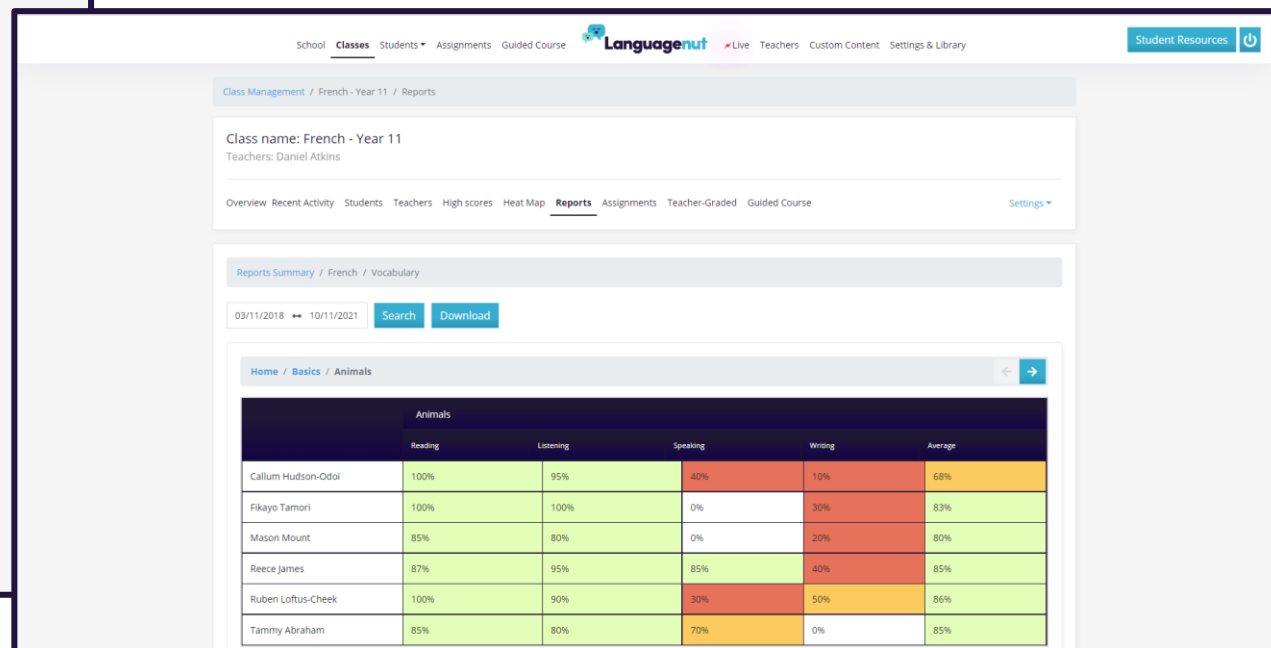 School Classes Students Assignments Guided Course Languagenut Live Teachers Custom Content Settings & Library Student Resources
Class Management / French - Year 11 / Reports
Class name: French - Year 11
Teachers: Daniel Atkins
Overview Recent Activity Students Teachers High scores Heat Map Reports Assignments Teacher-Graded Guided Course Settings
Reports Summary / French / Vocabulary
03/11/2018 10/11/2021 Search Download
Home / Basics / Animals
Animals
Reading Listening Speaking Writing Average
Callum Hudson-Odoi 100% 95% 40% 10% 68%
Fikayo Tamori 100% 100% 0% 30% 83%
Mason Mount 85% 80% 0% 20% 80%
Reece James 87% 95% 85% 40% 85%
Ruben Loftus-Cheek 100% 90% 30% 50% 86%
Tammy Abraham 85% 80% 70% 0% 85%